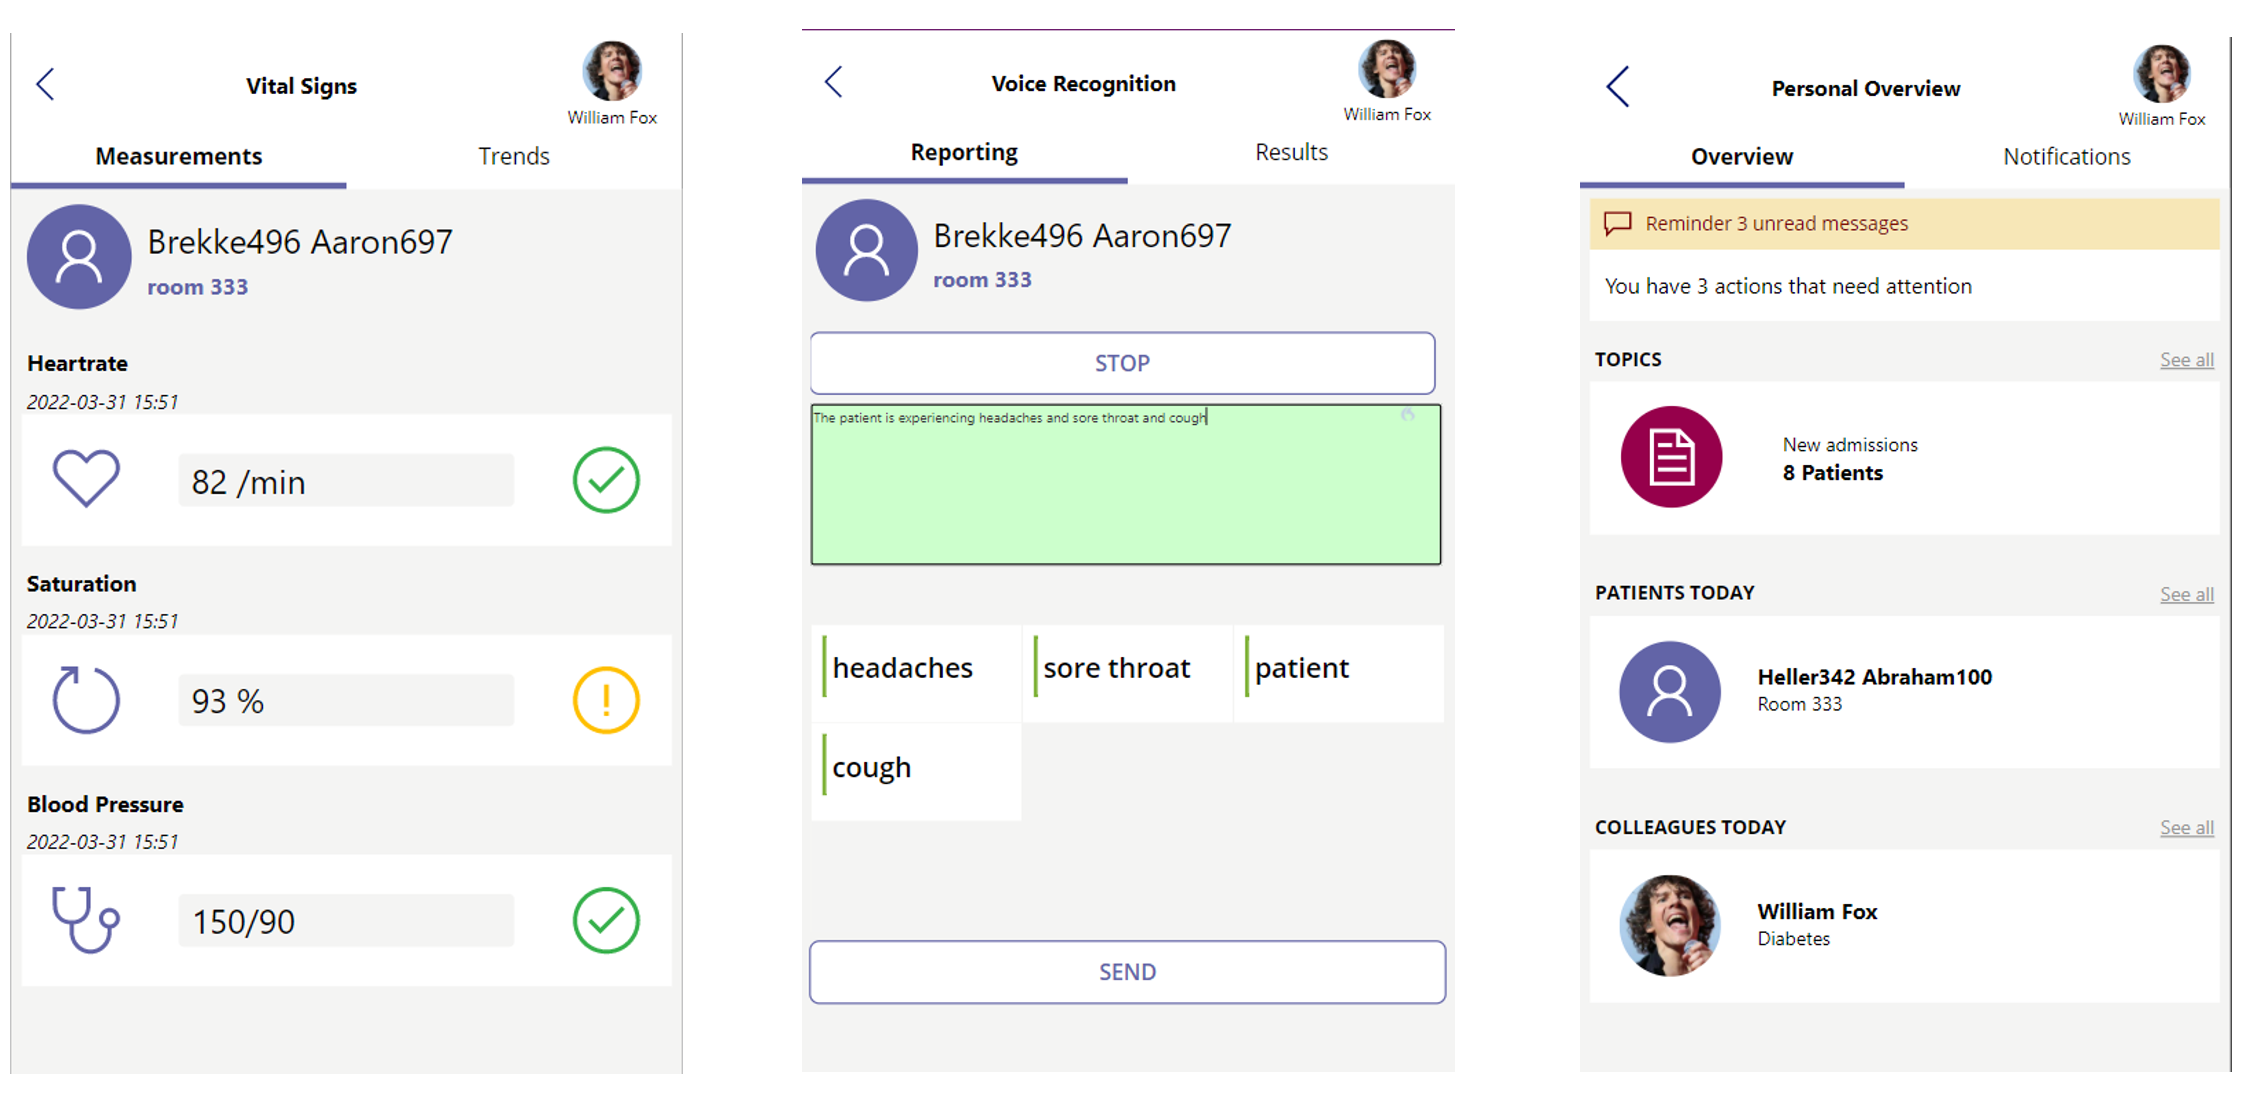 Vital Signs
William Fox
Measurements
Trends
Brekke496 Aaron697
room 333
Heartrate
2022-03-31 15:51
82 /min
Saturation
2022-03-31 15:51
93 %
Blood Pressure
2022-03-31 15:51
150/90
Voice Recognition
William Fox
Reporting
Results
Brekke496 Aaron697
room 333
STOP
The patient is experiencing headaches and sore throat and cough
headaches
sore throat
patient
cough
SEND
Personal Overview
William Fox
Overview
Notifications
Reminder 3 unread messages
You have 3 actions that need attention
TOPICS
See all
New admissions
8 Patients
PATIENTS TODAY
See all
Heller342 Abraham100
Room 333
COLLEAGUES TODAY
See all
William Fox
Diabetes